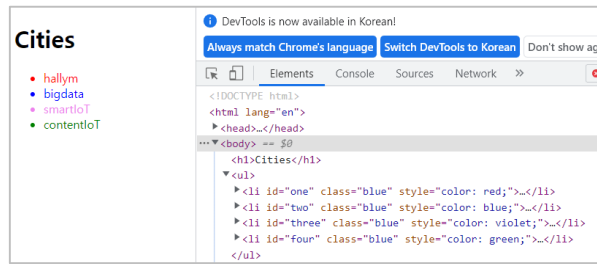 Cities
hallym
bigdata
smartIoT
contentIoT
DevTools is now available in Korean!
Always match Chrome's language Switch DevTools to Korean Don't show ag
Elements Console Sources Network »
<!DOCTYPE html>
<html lang="en">
<head>…</head>
<body> == $0
<h1>Cities</h1>
<ul>
<li id="one" class="blue" style="color: red;">…</li>
<li id="two" class="blue" style="color: blue;">…</li>
<li id="three" class="blue" style="color: violet;">…</li>
<li id="four" class="blue" style="color: green;">…</li>
</ul>